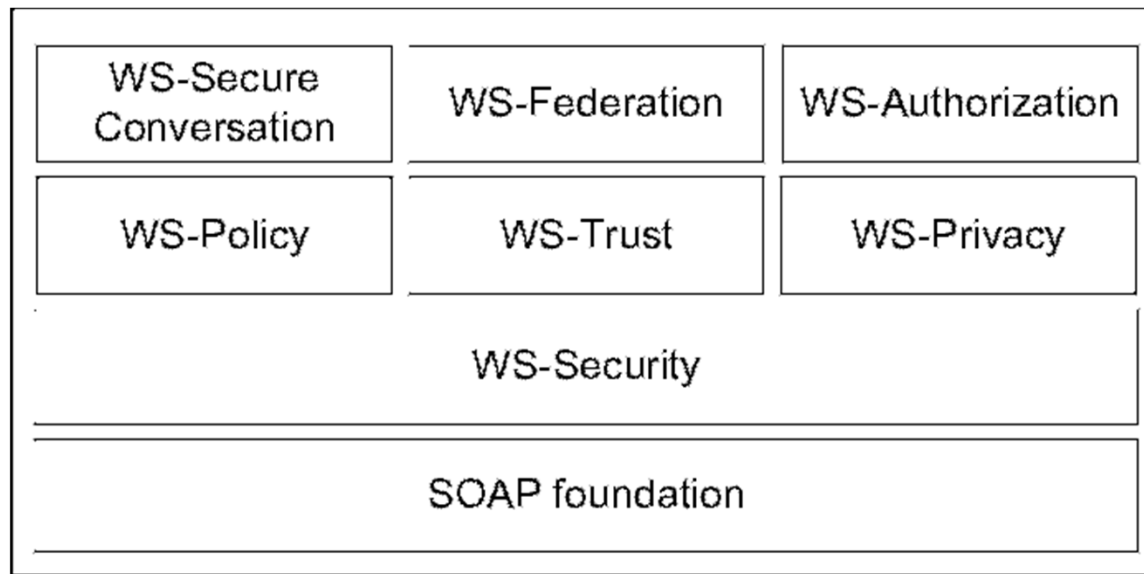 WS-Secure
Conversation
WS-Federation
WS-Authorization
WS-Policy
WS-Trust
WS-Privacy
WS-Security
SOAP foundation